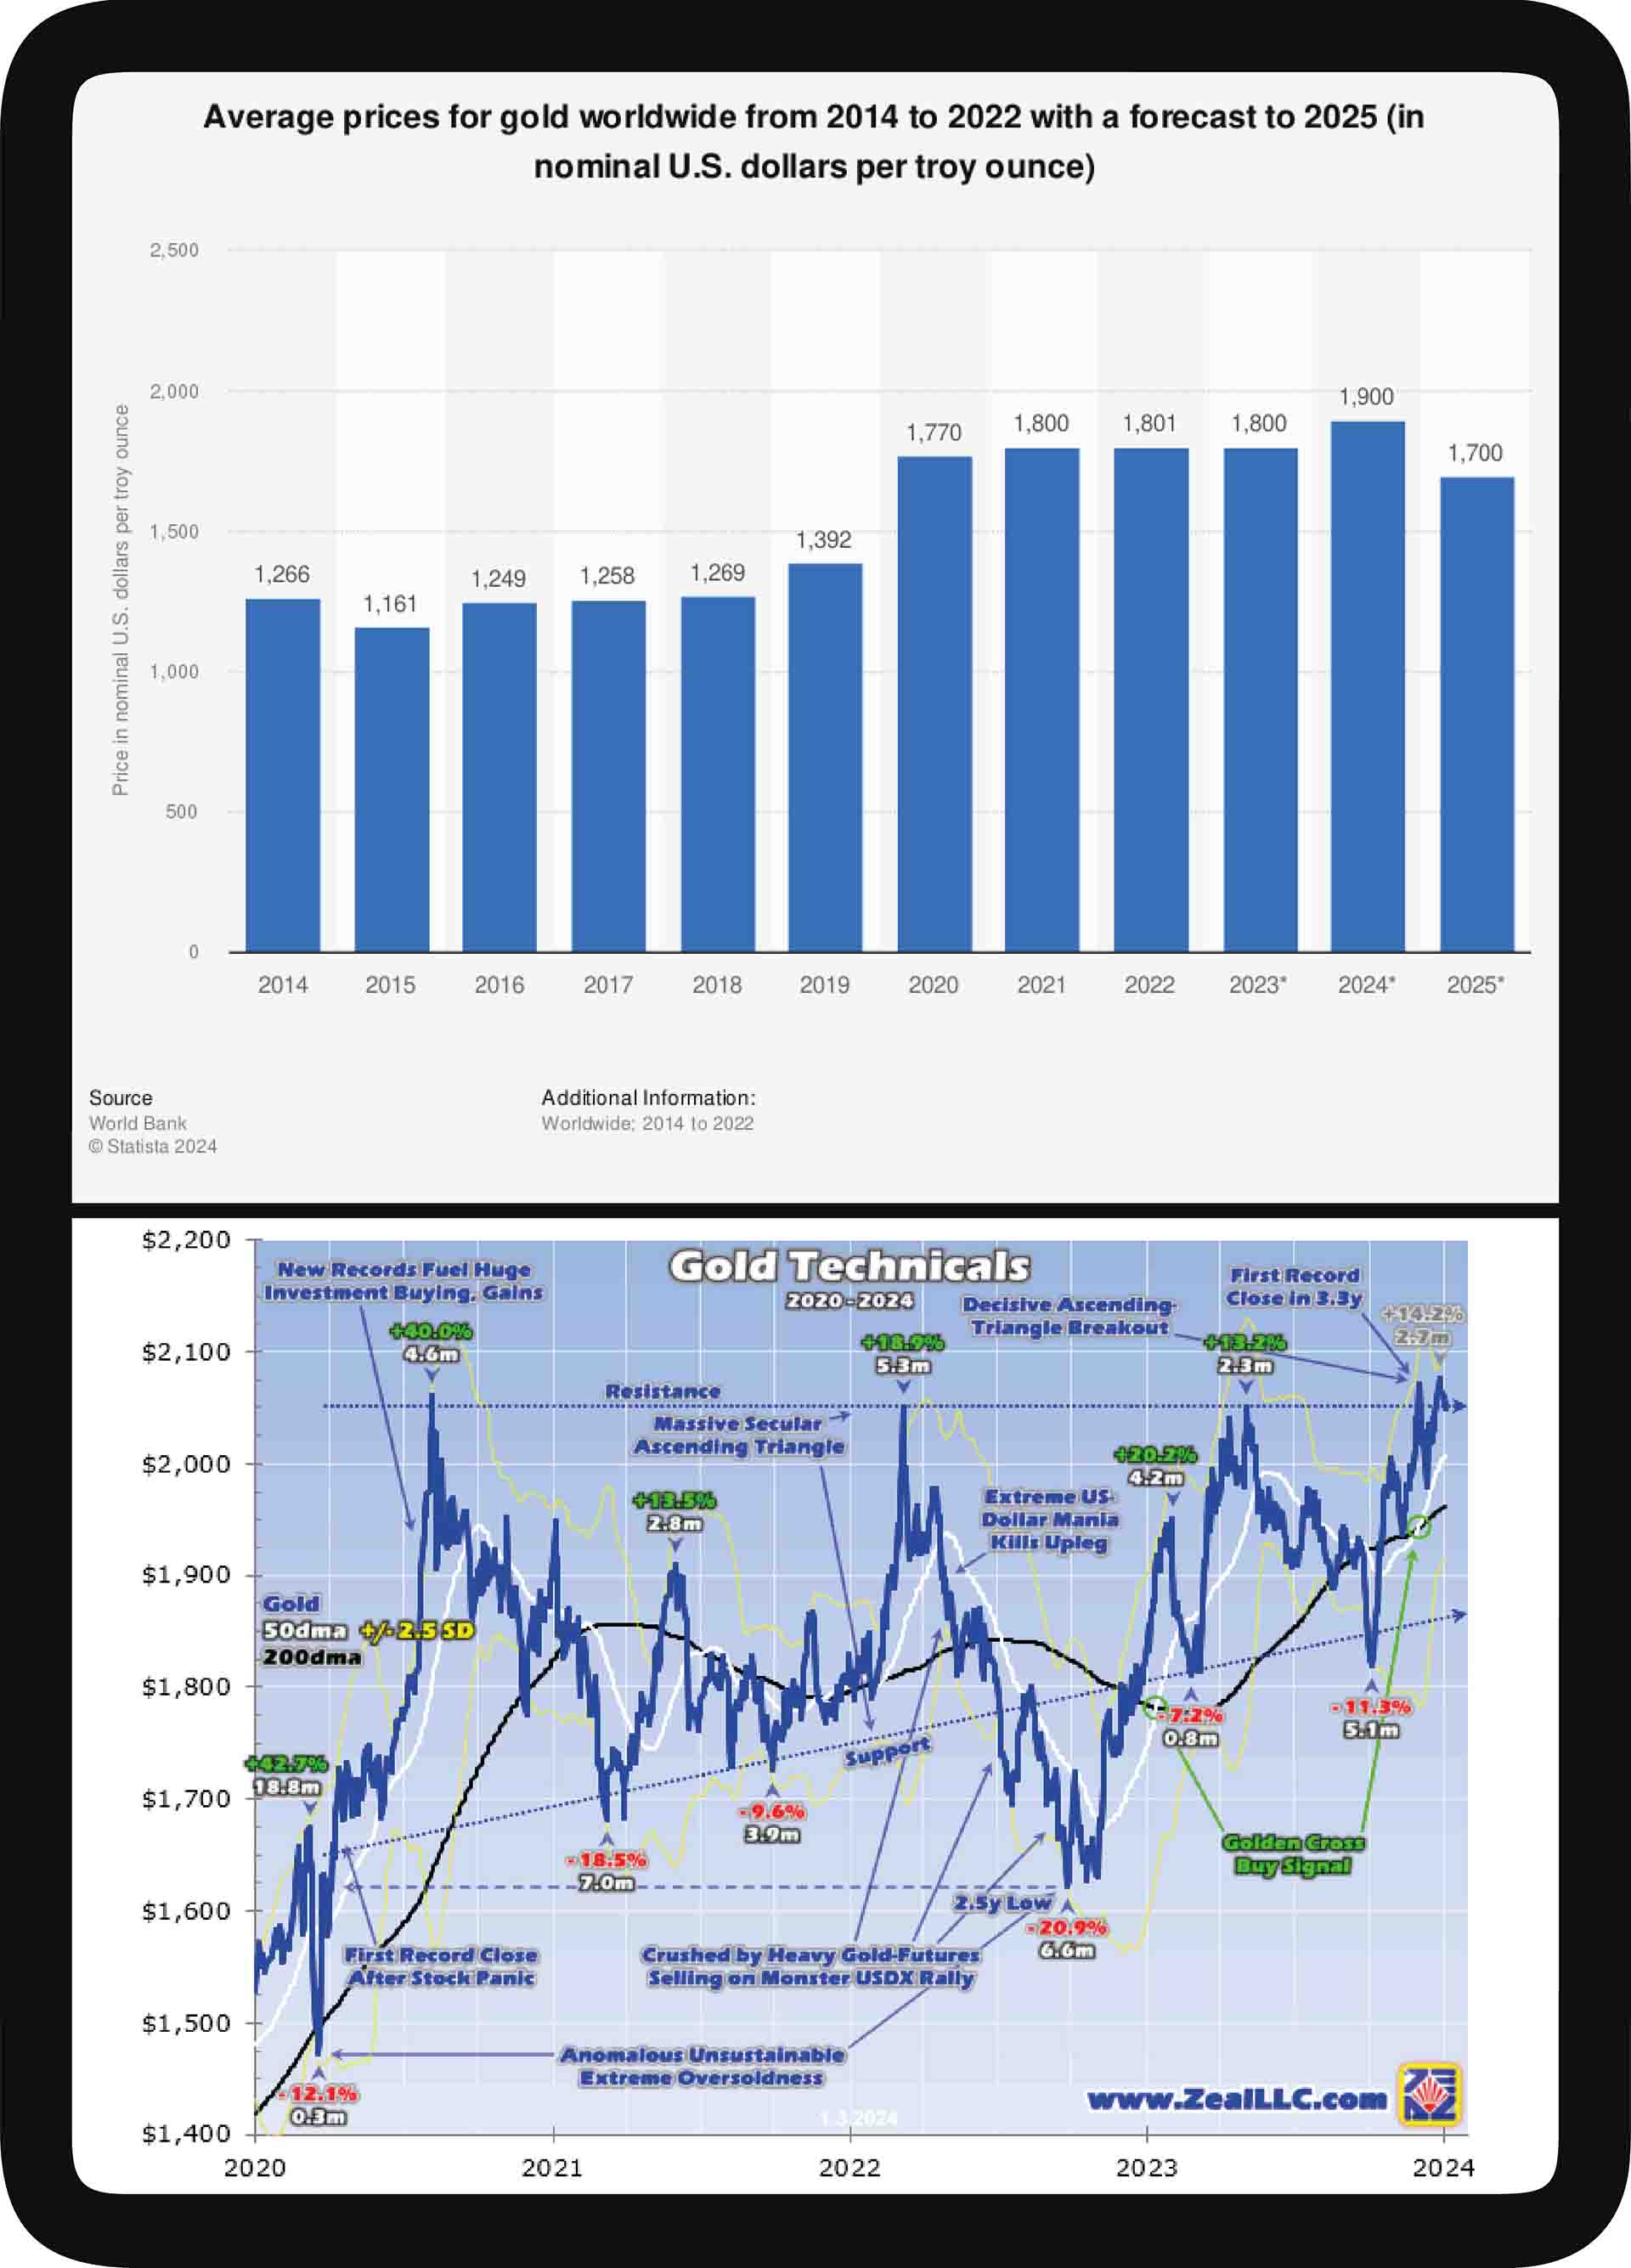 Average prices for gold worldwide from 2014 to 2022 with a forecast to 2025 (in
nominal U.S. dollars per troy ounce)
Price in nominal U.S. dollars per troy ounce
2,500
2,000
1,500
1,000
500
0
1,266
1,161
1,249
1,258
1,269
1,392
1,770
1,800
1,801
1,800
1,900
1,700
2014
2015
2016
2017
2018
2019
2020
2021
2022
2023*
2024*
2025*
Source
World Bank
© Statista 2024
Additional Information:
Worldwide; 2014 to 2022
Gold Technicals
2020-2024
$2,200
$2,100
$2,000
$1,900
$1,800
$1,700
$1,600
$1,500
$1,400
New Records Fuel Huge
Investment Buying, Gains
+40.0%
4.6m
Resistance
Massive Secular
Ascending Triangle
+18.9%
5.3m
Decisive Ascending-
Triangle Breakout
+13.2%
2.3m
First Record
Close in 3.3y
+14.2%
2.7m
+13.5%
2.8m
+20.2%
4.2m
Extreme US-
Dollar Mania
Kills Upleg
Gold
50dma +/- 2.5 SD
200dma
+42.7%
18.8m
Support
-7.2%
0.8m
-11.3%
5.1m
-9.6%
3.9m
-18.5%
7.0m
Golden Cross
Buy Signal
2.5y Low
-20.9%
6.6m
First Record Close
After Stock Panic
Crushed by Heavy Gold-Futures
Selling on Monster USDX Rally
Anomalous Unsustainable
Extreme Oversoldness
-12.1%
0.3m
1.3.2024
www.ZealLLC.com
2020
2021
2022
2023
2024